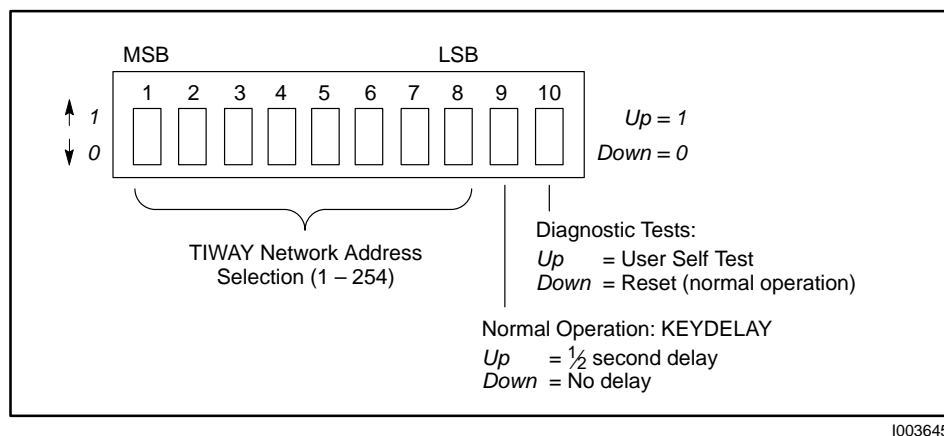 MSB LSB
1 2 3 4 5 6 7 8 9 10
1 Up = 1
0 Down = 0
TIWAY Network Address
Selection (1 – 254)
Diagnostic Tests:
Up = User Self Test
Down = Reset (normal operation)
Normal Operation: KEYDELAY
Up = ½ second delay
Down = No delay
I003645